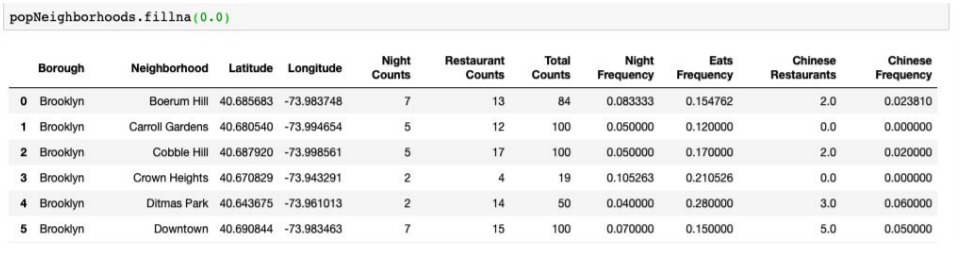 popNeighborhoods.fillna(0.0)
Borough Neighborhood Latitude Longitude Night Counts Restaurant Counts Total Counts Night Frequency Eats Frequency Chinese Restaurants Chinese Frequency
0 Brooklyn Boerum Hill 40.685683 -73.983748 7 13 84 0.083333 0.154762 2.0 0.023810
1 Brooklyn Carroll Gardens 40.680540 -73.994654 5 12 100 0.050000 0.120000 0.0 0.000000
2 Brooklyn Cobble Hill 40.687920 -73.998561 5 17 100 0.050000 0.170000 2.0 0.020000
3 Brooklyn Crown Heights 40.670829 -73.943291 2 4 19 0.105263 0.210526 0.0 0.000000
4 Brooklyn Ditmas Park 40.643675 -73.961013 2 14 50 0.040000 0.280000 3.0 0.060000
5 Brooklyn Downtown 40.690844 -73.983463 7 15 100 0.070000 0.150000 5.0 0.050000